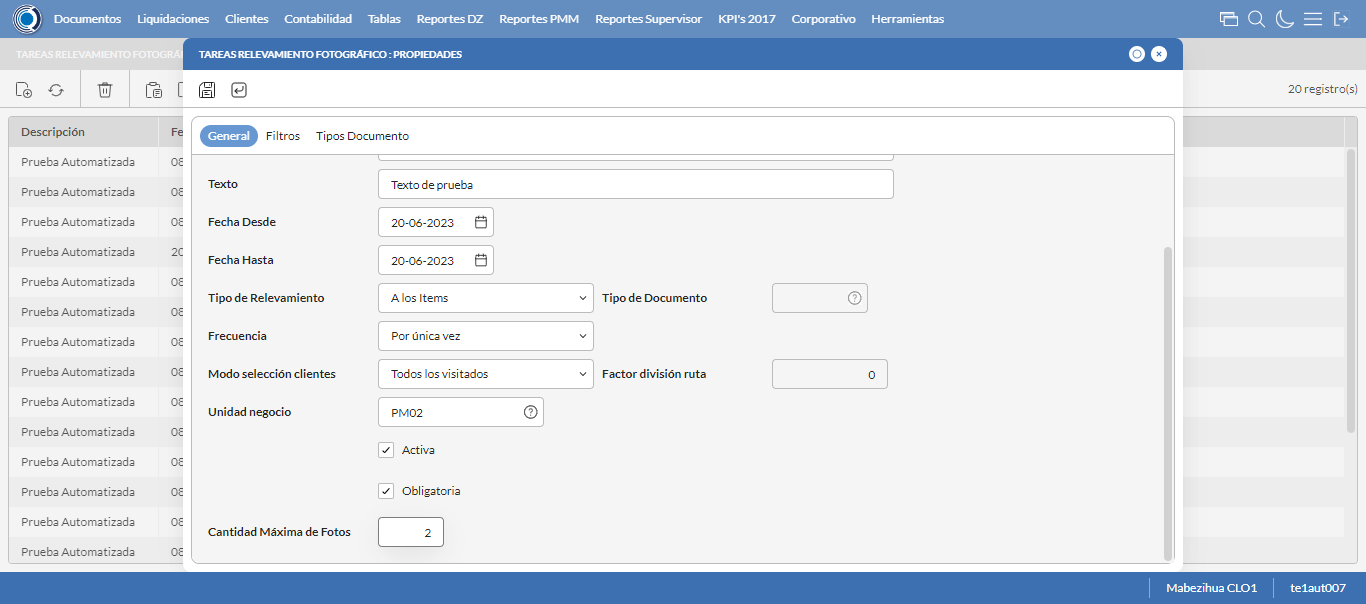 Documentos Liquidaciones Clientes Contabilidad Tablas Reportes DZ Reportes PMM Reportes Supervisor KPI's 2017 Corporativo Herramientas
TAREAS RELEVAMIENTO FOTOGRÁ
TAREAS RELEVAMIENTO FOTOGRÁFICO : PROPIEDADES
20 registro(s)
General Filtros Tipos Documento
Descripción Fe
Prueba Automatizada 08
Prueba Automatizada 08
Prueba Automatizada 08
Prueba Automatizada 20
Prueba Automatizada 08
Prueba Automatizada 08
Prueba Automatizada 08
Prueba Automatizada 08
Prueba Automatizada 08
Prueba Automatizada 08
Prueba Automatizada 08
Prueba Automatizada 08
Prueba Automatizada 08
Prueba Automatizada 08
Texto Texto de prueba
Fecha Desde 20-06-2023
Fecha Hasta 20-06-2023
Tipo de Relevamiento A los Items Tipo de Documento
Frecuencia Por única vez
Modo selección clientes Todos los visitados Factor división ruta 0
Unidad negocio PM02
Activa
Obligatoria
Cantidad Máxima de Fotos 2
Mabezihua CLO1 te1aut007